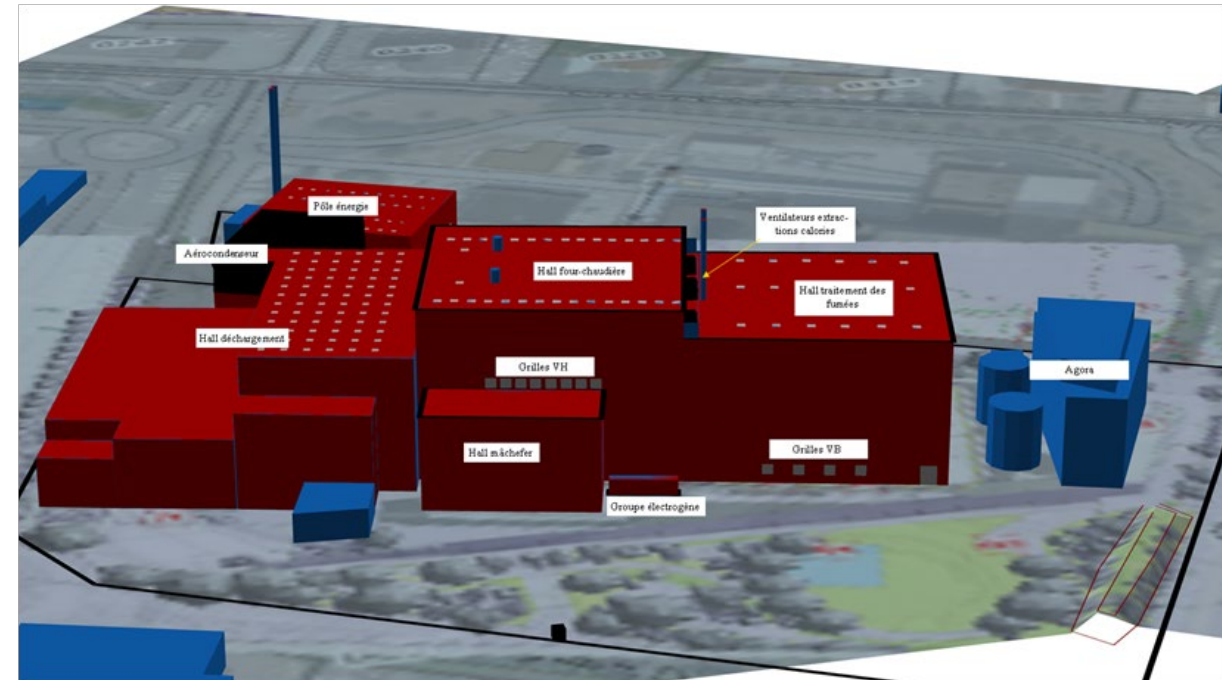 Pôle énergie
Ventilateurs extrac-
tions calories
Aérocondenseur
Hall four-chaudière
Hall traitement des
fumées
Hall déchargement
Grilles VH
Agora
Hall mâchefer
Grilles VB
Groupe électrogène